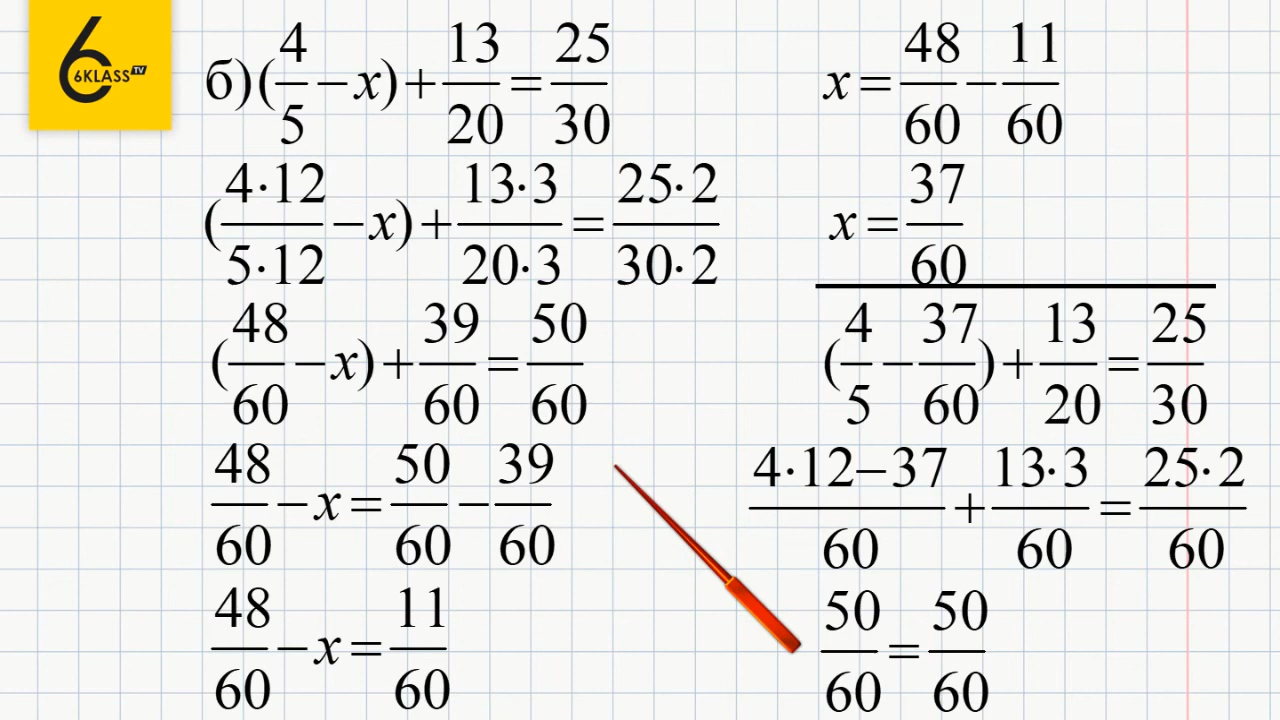 6KLASS TV
б) (4/5 − x) + 13/20 = 25/30
(4·12/5·12 − x) + 13·3/20·3 = 25·2/30·2
(48/60 − x) + 39/60 = 50/60
48/60 − x = 50/60 − 39/60
48/60 − x = 11/60
x = 48/60 − 11/60
x = 37/60
(4/5 − 37/60) + 13/20 = 25/30
4·12−37/60 + 13·3/60 = 25·2/60
50/60 = 50/60